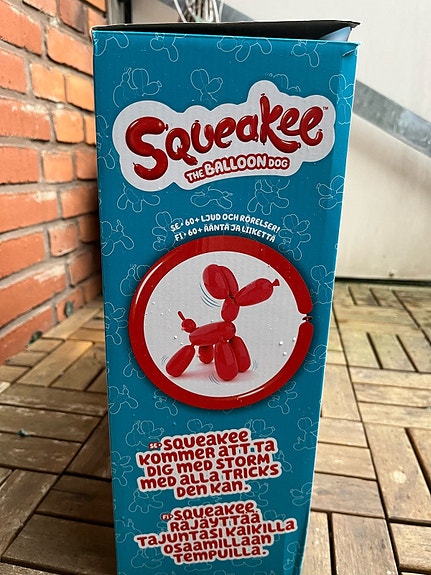 SQUEAKEE™
THE BALLOON DOG
SE> 60+ LJUD OCH RÖRELSER!
FI> 60+ ÄÄNTÄ JA LIIKETTÄ
SE> SQUEAKEE
KOMMER ATT TA
DIG MED STORM
MED ALLA TRICKS
DEN KAN.
FI> SQUEAKEE
RÄJÄYTTÄÄ
TAJUNTASI KAIKILLA
OSAAMILLAAN
TEMPUILLA.